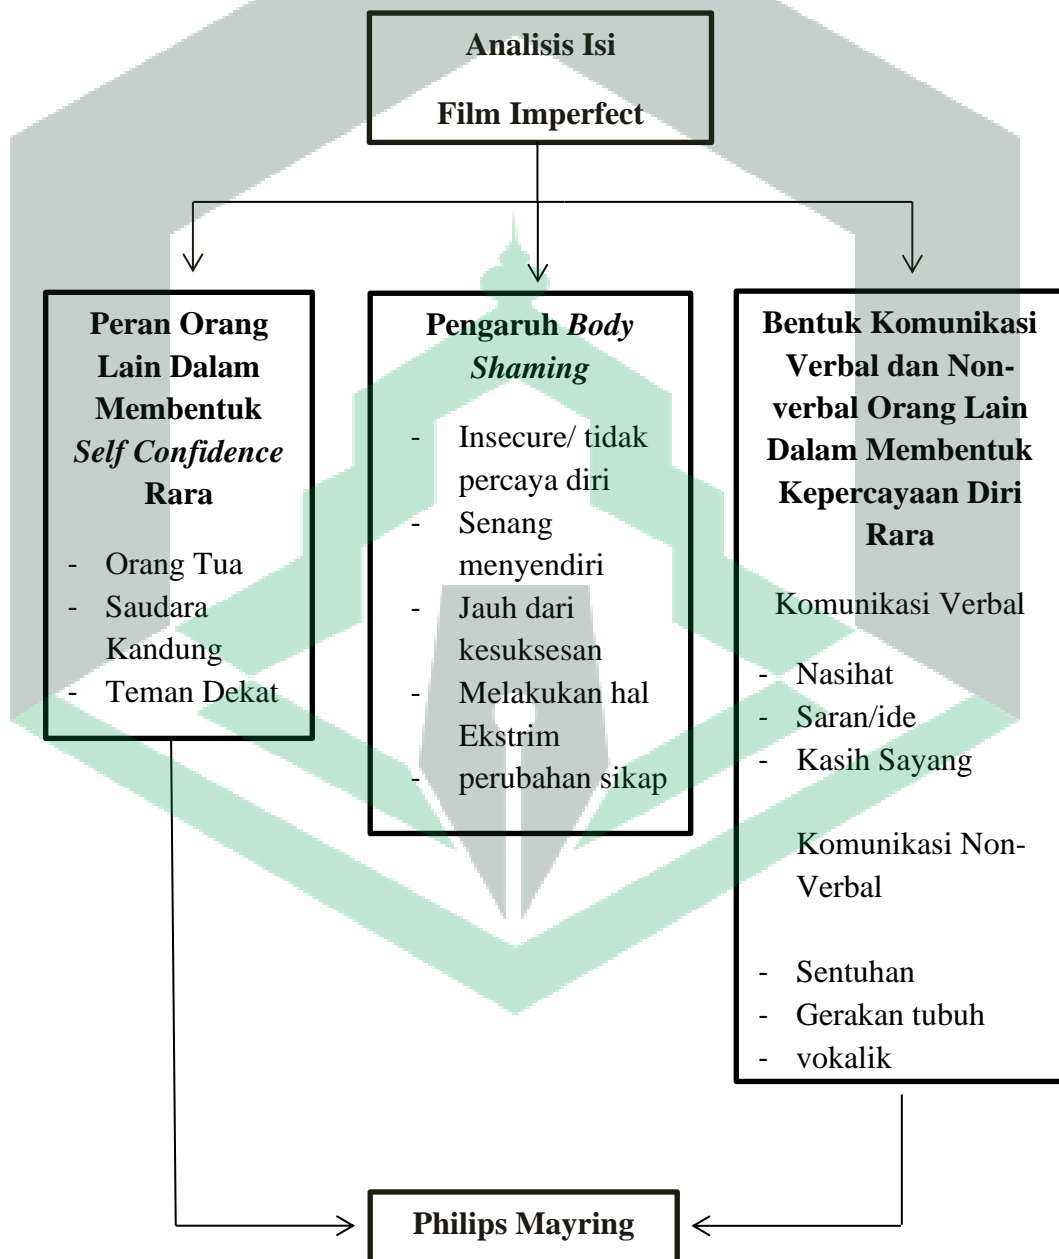 Analisis Isi
Film Imperfect
Peran Orang
Lain Dalam
Membentuk
Self Confidence
Rara
- Orang Tua
- Saudara
Kandung
- Teman Dekat
Pengaruh Body
Shaming
- Insecure/ tidak
percaya diri
- Senang
menyendiri
- Jauh dari
kesuksesan
- Melakukan hal
Ekstrim
- perubahan sikap
Bentuk Komunikasi
Verbal dan Non-
verbal Orang Lain
Dalam Membentuk
Kepercayaan Diri
Rara
Komunikasi Verbal
- Nasihat
- Saran/ide
- Kasih Sayang
Komunikasi Non-
Verbal
- Sentuhan
- Gerakan tubuh
- vokalik
Philips Mayring